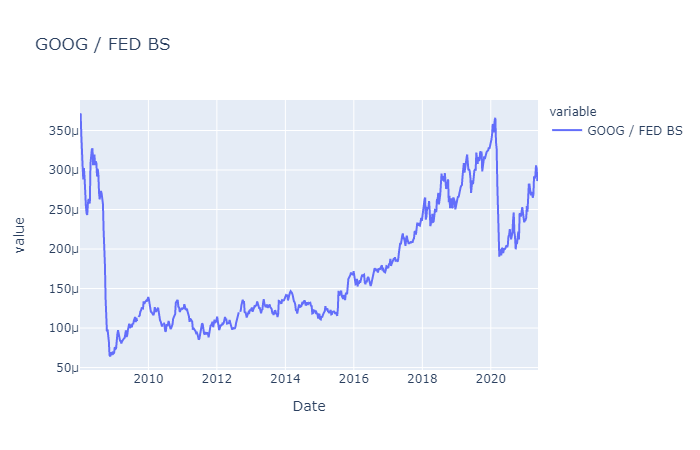 GOOG / FED BS
variable
GOOG / FED BS
350μ
300μ
250μ
200μ
150μ
100μ
50μ
value
2010
2012
2014
2016
2018
2020
Date